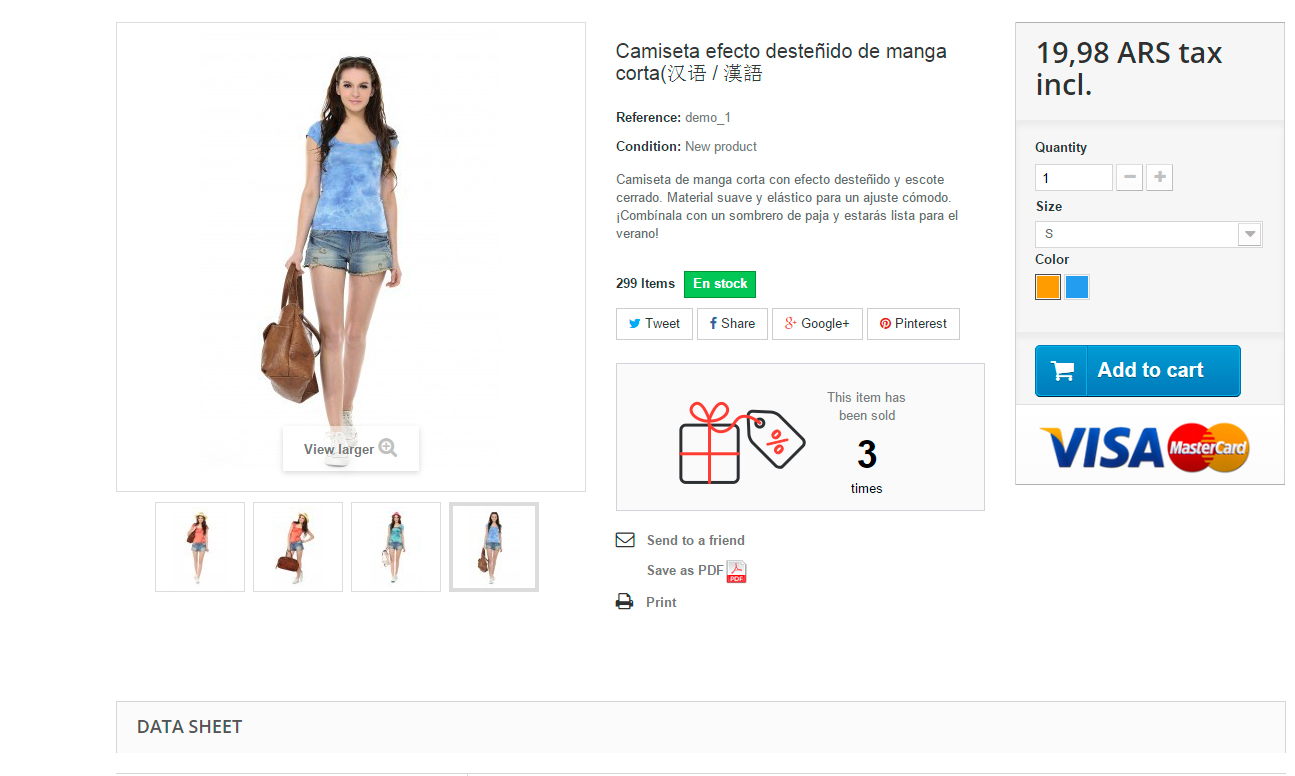 Camiseta efecto desteñido de manga
corta(汉语 / 漢語
Reference: demo_1
Condition: New product
Camiseta de manga corta con efecto desteñido y escote
cerrado. Material suave y elástico para un ajuste cómodo.
¡Combínala con un sombrero de paja y estarás lista para el
verano!
299 Items En stock
Tweet Share Google+ Pinterest
%
This item has
been sold
3
times
Send to a friend
Save as PDF PDF
Print
View larger
19,98 ARS tax
incl.
Quantity
1
Size
S
Color
Add to cart
VISA MasterCard
DATA SHEET